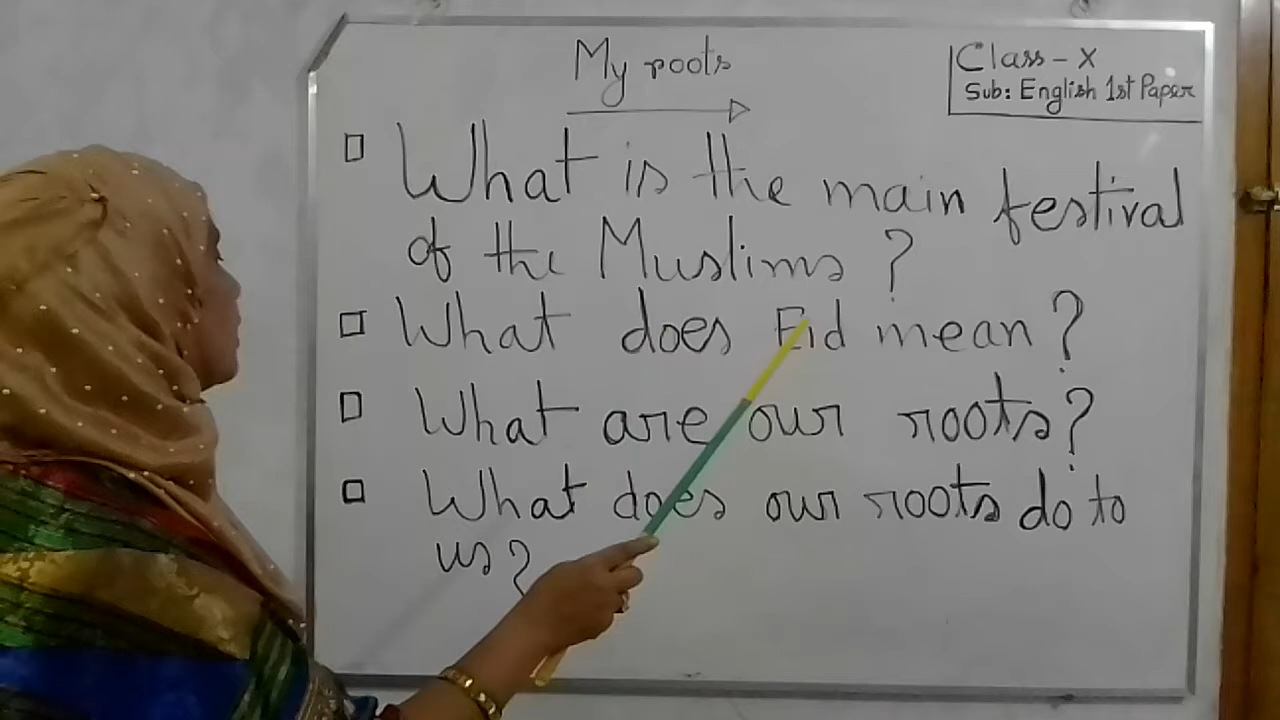 My roots
Class - X
Sub: English 1st Paper
What is the main festival
of the Muslims?
What does Eid mean?
What are our roots?
What does our roots do to
us?